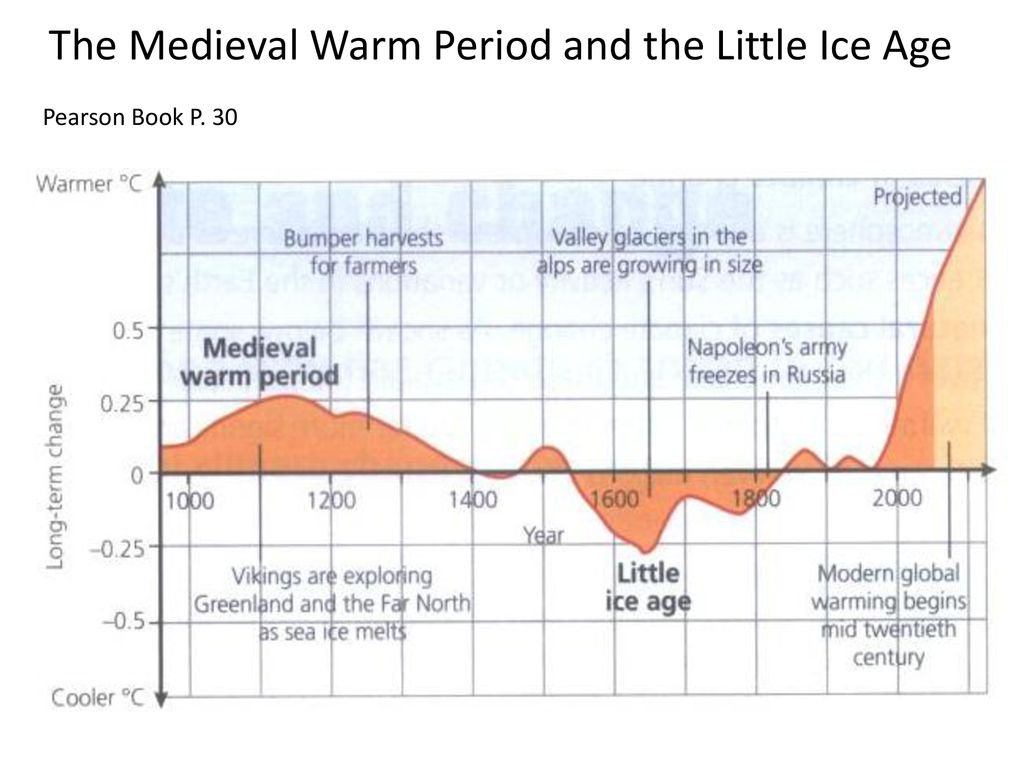 The Medieval Warm Period and the Little Ice Age
Pearson Book P. 30
Warmer °C
Projected
Bumper harvests
for farmers
Valley glaciers in the
alps are growing in size
0.5
Medieval
warm period
Napoleon's army
freezes in Russia
0.25
Long-term change
0
1000
1200
1400
1600
1800
2000
Year
–0.25
Vikings are exploring
Greenland and the Far North
as sea ice melts
Little
ice age
Modern global
warming begins
mid twentieth
century
–0.5
Cooler °C